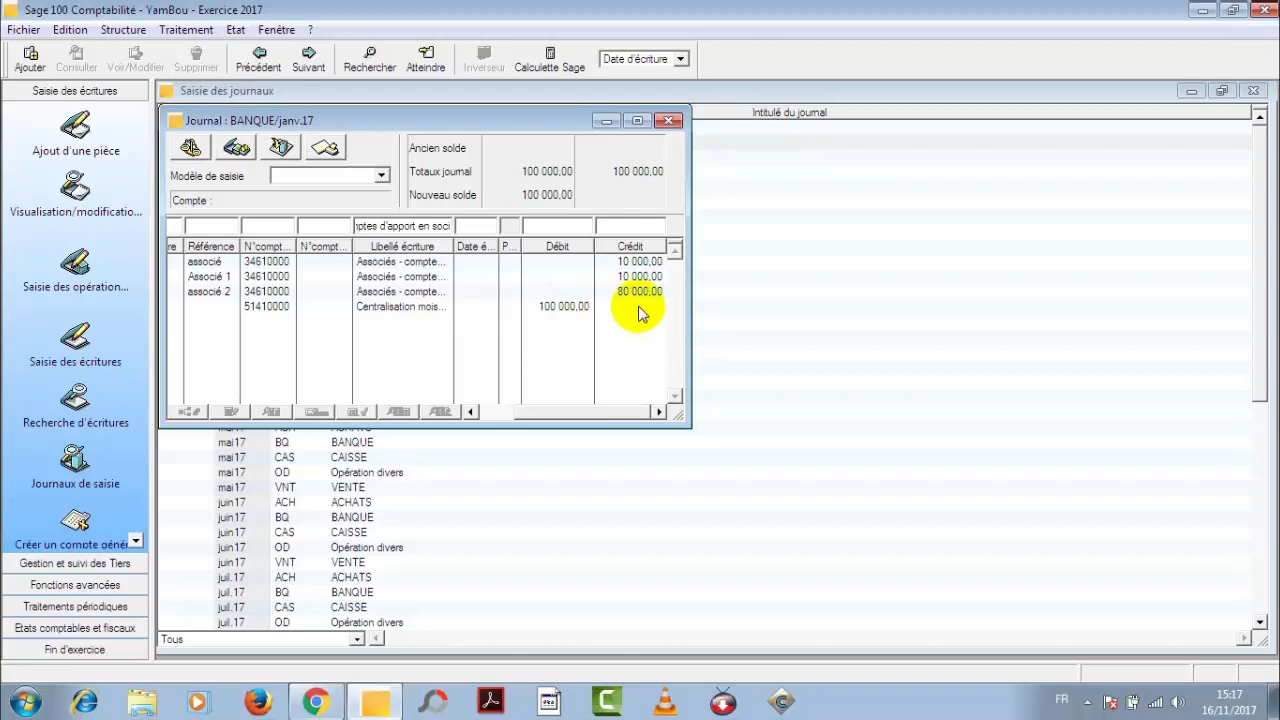 Sage 100 Comptabilité - YamBou - Exercice 2017
Fichier Edition Structure Traitement Etat Fenêtre ?
Ajouter Consulter Voir/Modifier Supprimer Précédent Suivant Rechercher Atteindre Inverseur Calculette Sage Date d'écriture
Saisie des écritures
Ajout d'une pièce
Visualisation/modificatio...
Saisie des opération...
Saisie des écritures
Recherche d'écritures
Journaux de saisie
Créer un compte génér
Gestion et suivi des Tiers
Fonctions avancées
Traitements périodiques
Etats comptables et fiscaux
Fin d'exercice
Saisie des journaux
Intitulé du journal
Journal : BANQUE/janv.17
Modèle de saisie
Compte :
Ancien solde
Totaux journal 100 000,00 100 000,00
Nouveau solde 100 000,00
ptes d'apport en soci
re Référence N°compt... N°compt... Libellé écriture Date é... P... Débit Crédit
associé 34610000 Associés - compte... 10 000,00
Associé 1 34610000 Associés - compte... 10 000,00
associé 2 34610000 Associés - compte... 80 000,00
51410000 Centralisation mois... 100 000,00
mai17 BQ BANQUE
mai17 CAS CAISSE
mai17 OD Opération divers
mai17 VNT VENTE
juin17 ACH ACHATS
juin17 BQ BANQUE
juin17 CAS CAISSE
juin17 OD Opération divers
juin17 VNT VENTE
juil.17 ACH ACHATS
juil.17 BQ BANQUE
juil.17 CAS CAISSE
juil.17 OD Opération divers
Tous
FR
15:17
16/11/2017